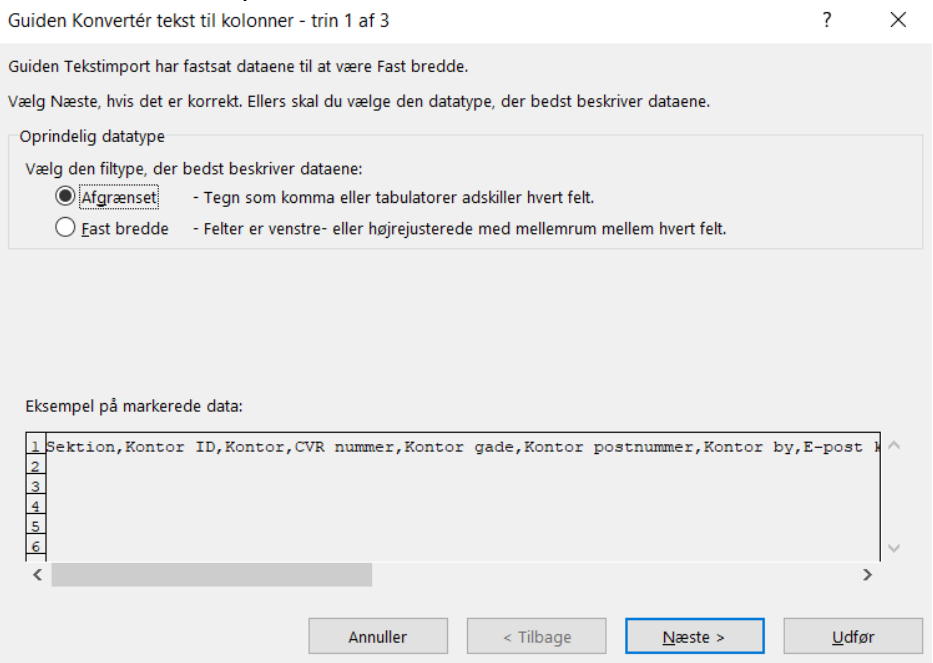 Guiden Konvertér tekst til kolonner - trin 1 af 3 ?
Guiden Tekstimport har fastsat dataene til at være Fast bredde.
Vælg Næste, hvis det er korrekt. Ellers skal du vælge den datatype, der bedst beskriver dataene.
Oprindelig datatype
Vælg den filtype, der bedst beskriver dataene:
Afgrænset - Tegn som komma eller tabulatorer adskiller hvert felt.
Fast bredde - Felter er venstre- eller højrejusterede med mellemrum mellem hvert felt.
Eksempel på markerede data:
1 Sektion,Kontor ID,Kontor,CVR nummer,Kontor gade,Kontor postnummer,Kontor by,E-post
2
3
4
5
6
Annuller < Tilbage Næste > Udfør